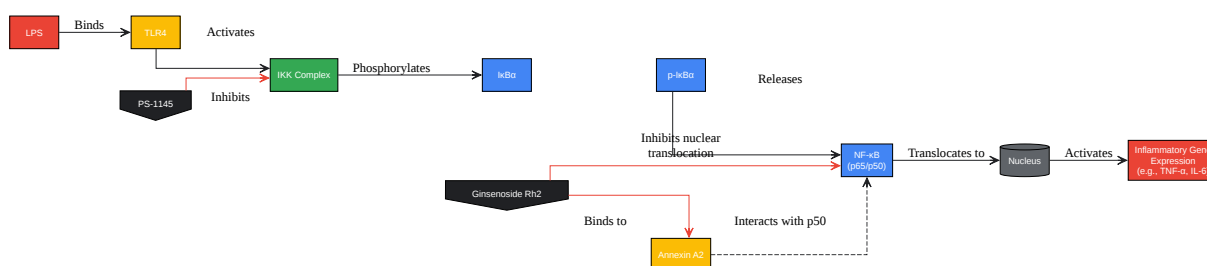 LPS
Binds
TLR4
Activates
IKK Complex
Phosphorylates
IκBα
p-IκBα
Releases
PS-1145
Inhibits
Inhibits nuclear
translocation
NF-κB
(p65/p50)
Translocates to
Nucleus
Activates
Inflammatory Gene
Expression
(e.g., TNF-α, IL-6)
Ginsenoside Rh2
Binds to
Interacts with p50
Annexin A2